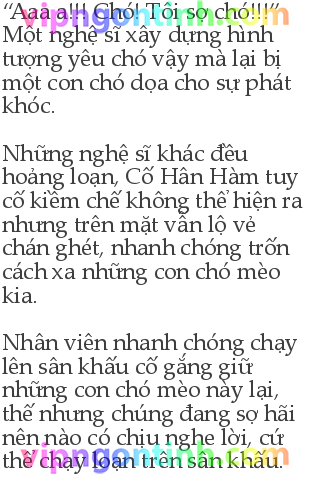 “Aaa a!!! Chó! Tôi sợ chó!!!!”
Một nghệ sĩ xây dựng hình
tượng yêu chó vậy mà lại bị
một con chó dọa cho sự phát
khóc.

Những nghệ sĩ khác đều
hoảng loạn, Cố Hân Hàm tuy
cố kiềm chế không thể hiện ra
nhưng trên mặt vẫn lộ vẻ
chán ghét, nhanh chóng trốn
cách xa những con chó mèo
kia.

Nhân viên nhanh chóng chạy
lên sân khấu cố gắng giữ
những con chó mèo này lại,
thế nhưng chúng đang sợ hãi
nên nào có chịu nghe lời, cứ
thế chạy loạn trên sân khấu.
vipngontinh.com
vipngontinh.com